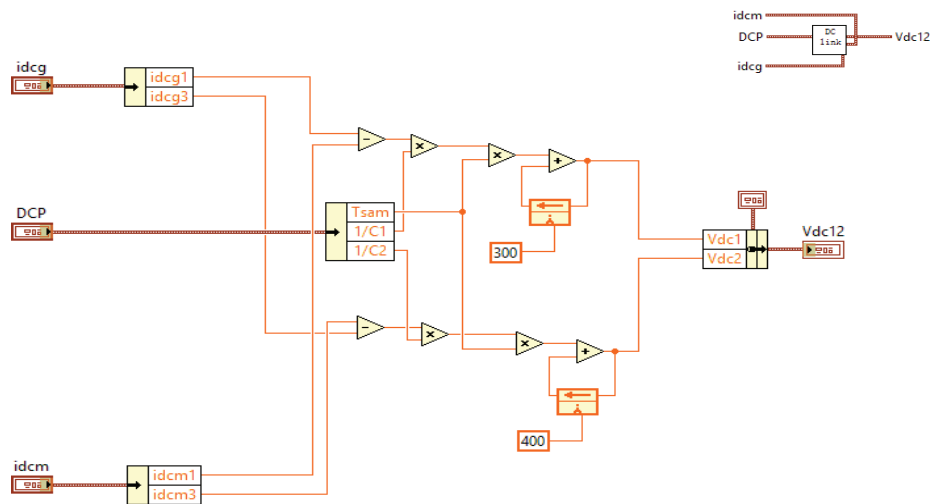 idcm
DC
DCP
link
Vdc12
idcg
idcg
idcg1
idcg3
DCP
Tsam
1/C1
1/C2
300
Vdc1
Vdc2
Vdc12
400
idcm
idcm1
idcm3